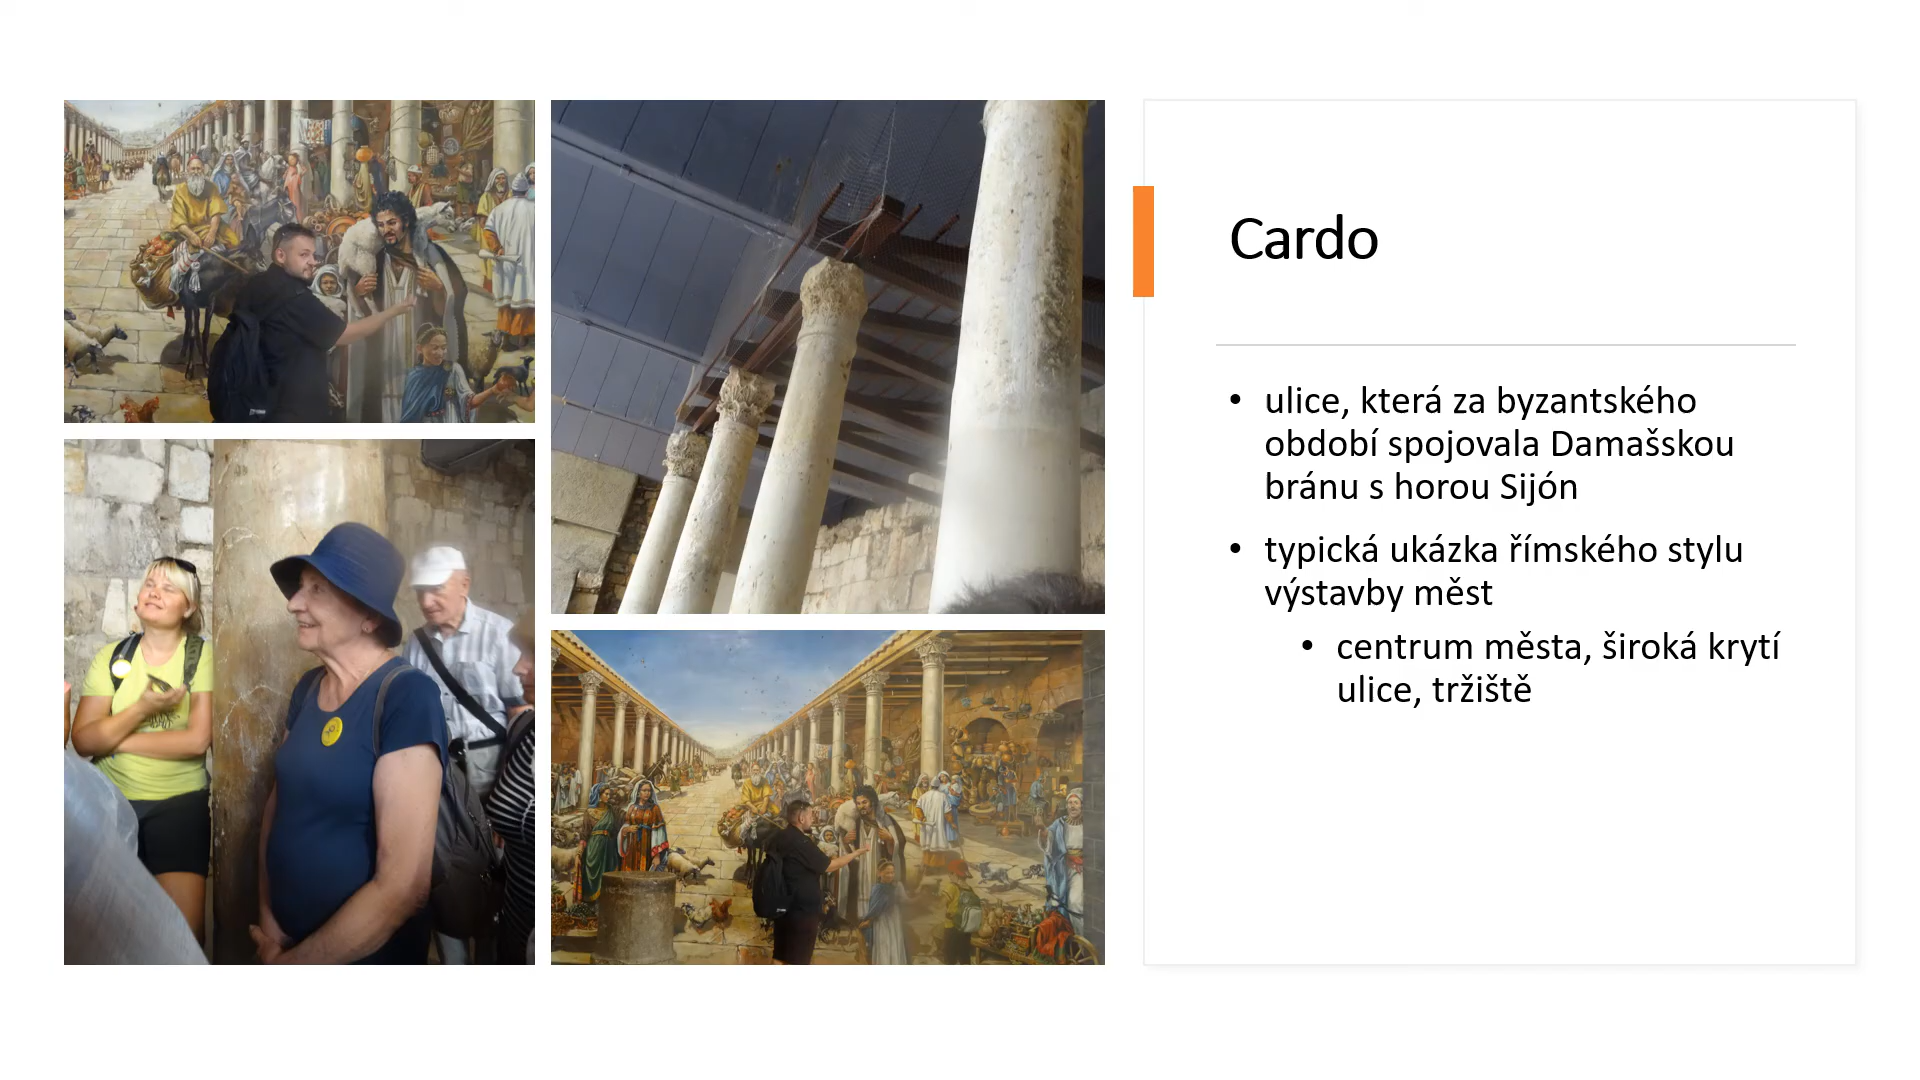 Cardo
• ulice, která za byzantského
období spojovala Damašskou
bránu s horou Sijón
• typická ukázka římského stylu
výstavby měst
• centrum města, široká krytí
ulice, tržiště